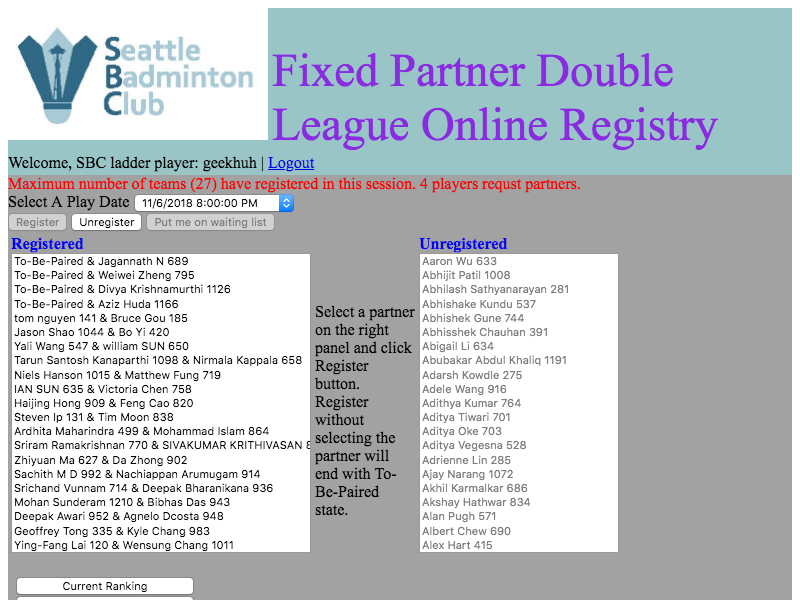 Seattle
Badminton
Club
Fixed Partner Double
League Online Registry
Welcome, SBC ladder player: geekhuh | Logout
Maximum number of teams (27) have registered in this session. 4 players requst partners.
Select A Play Date 11/6/2018 8:00:00 PM
Register Unregister Put me on waiting list
Registered
To-Be-Paired & Jagannath N 689
To-Be-Paired & Weiwei Zheng 795
To-Be-Paired & Divya Krishnamurthi 1126
To-Be-Paired & Aziz Huda 1166
tom nguyen 141 & Bruce Gou 185
Jason Shao 1044 & Bo Yi 420
Yali Wang 547 & william SUN 650
Tarun Santosh Kanaparthi 1098 & Nirmala Kappala 658
Niels Hanson 1015 & Matthew Fung 719
IAN SUN 635 & Victoria Chen 758
Haijing Hong 909 & Feng Cao 820
Steven Ip 131 & Tim Moon 838
Ardhita Maharindra 499 & Mohammad Islam 864
Sriram Ramakrishnan 770 & SIVAKUMAR KRITHIVASAN
Zhiyuan Ma 627 & Da Zhong 902
Sachith M D 992 & Nachiappan Arumugam 914
Srichand Vunnam 714 & Deepak Bharanikana 936
Mohan Sunderam 1210 & Bibhas Das 943
Deepak Awari 952 & Agnelo Dcosta 948
Geoffrey Tong 335 & Kyle Chang 983
Ying-Fang Lai 120 & Wensung Chang 1011
Select a partner
on the right
panel and click
Register
button.
Register
without
selecting the
partner will
end with To-
Be-Paired
state.
Unregistered
Aaron Wu 633
Abhijit Patil 1008
Abhilash Sathyanarayan 281
Abhishake Kundu 537
Abhishek Gune 744
Abhisshek Chauhan 391
Abigail Li 634
Abubakar Abdul Khaliq 1191
Adarsh Kowdle 275
Adele Wang 916
Adithya Kumar 764
Aditya Tiwari 701
Aditya Oke 703
Aditya Vegesna 528
Adrienne Lin 285
Ajay Narang 1072
Akhil Karmalkar 686
Akshay Hathwar 834
Alan Pugh 571
Albert Chew 690
Alex Hart 415
Current Ranking